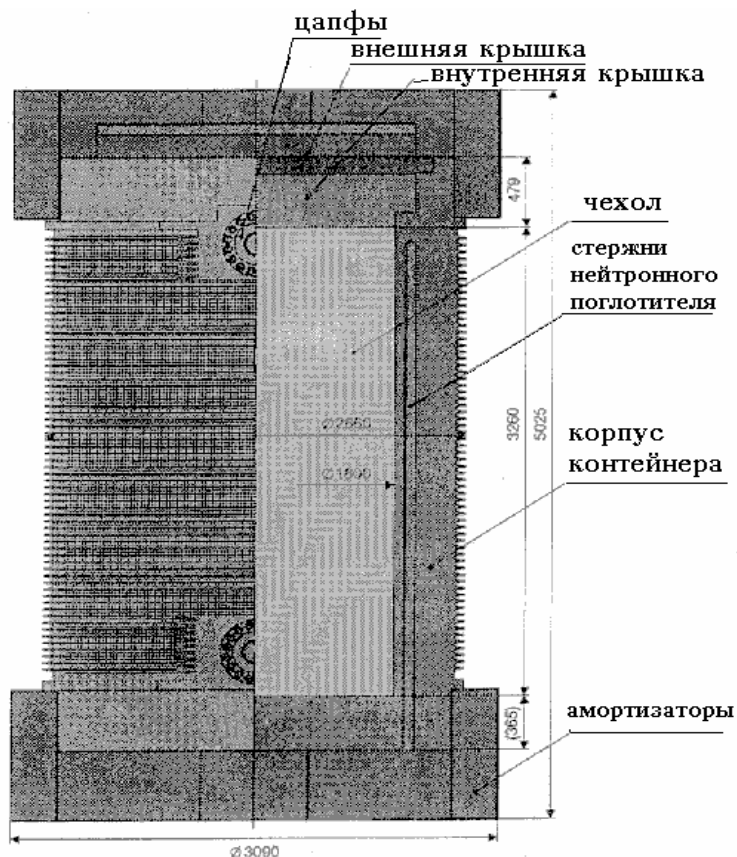 цапфы
внешняя крышка
внутренняя крышка
479
чехол
стержни
нейтронного
поглотителя
3260
5025
корпус
контейнера
(365)
амортизаторы
Ø3090